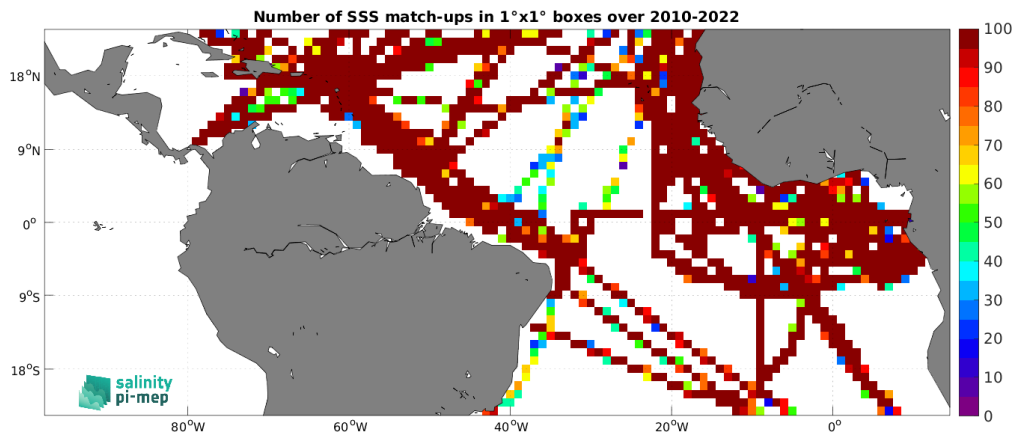 Number of SSS match-ups in 1°x1° boxes over 2010-2022
18°N
9°N
0°
9°S
18°S
80°W
60°W
40°W
20°W
0°
100
90
80
70
60
50
40
30
20
10
0
salinity
pi-mep